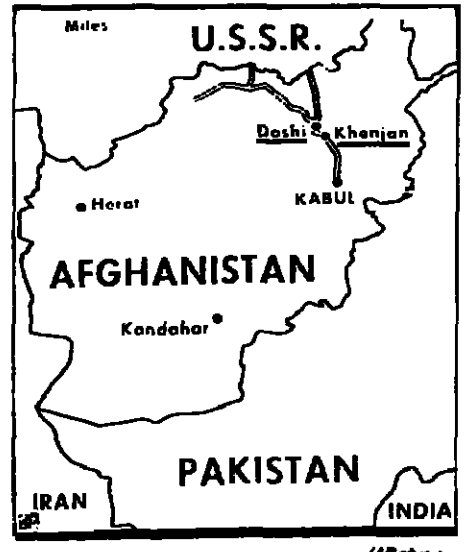 Miles
U.S.S.R.
Doshi
Khenjan
KABUL
Herat
AFGHANISTAN
Kandahar
PAKISTAN
IRAN
INDIA